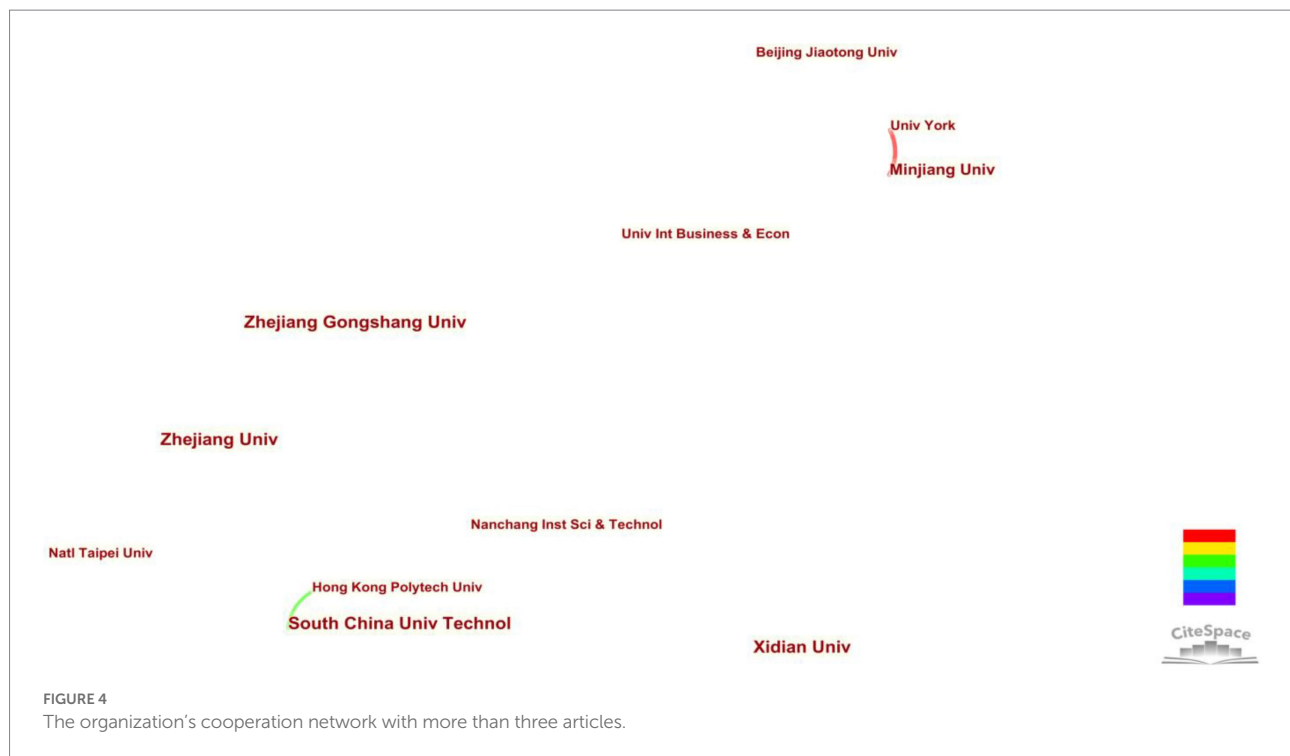 Beijing Jiaotong Univ
Univ York
Minjiang Univ
Univ Int Business & Econ
Zhejiang Gongshang Univ
Zhejiang Univ
Nanchang Inst Sci & Technol
Natl Taipei Univ
Hong Kong Polytech Univ
South China Univ Technol
Xidian Univ
CiteSpace
FIGURE 4
The organization's cooperation network with more than three articles.